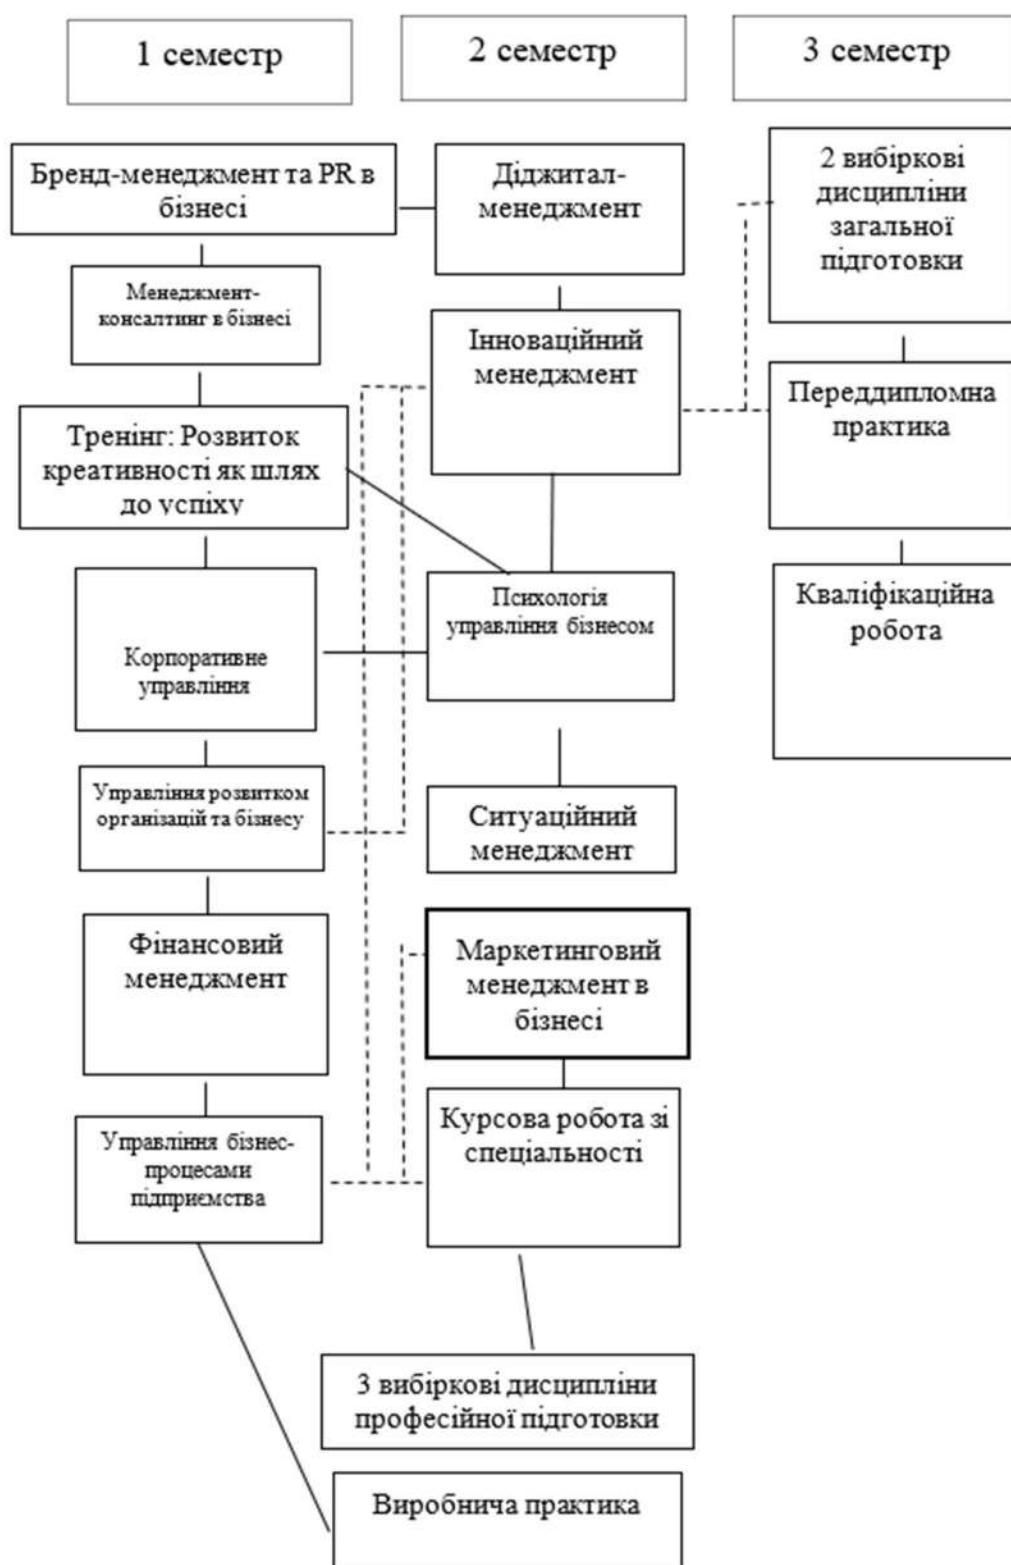 1 семестр
2 семестр
3 семестр
Бренд-менеджмент та PR в
бізнесі
Менеджмент-
консалтинг в бізнесі
Тренінг: Розвиток
креативності як шлях
до успіху
Корпоративне
управління
Управління розвитком
організацій та бізнесу
Фінансовий
менеджмент
Управління бізнес-
процесами
підприємства
Діджитал-
менеджмент
Інноваційний
менеджмент
Психологія
управління бізнесом
Ситуаційний
менеджмент
Маркетинговий
менеджмент в
бізнесі
Курсова робота зі
спеціальності
3 вибіркові дисципліни
професійної підготовки
Виробнича практика
2 вибіркові
дисципліни
загальної
підготовки
Переддипломна
практика
Кваліфікаційна
робота